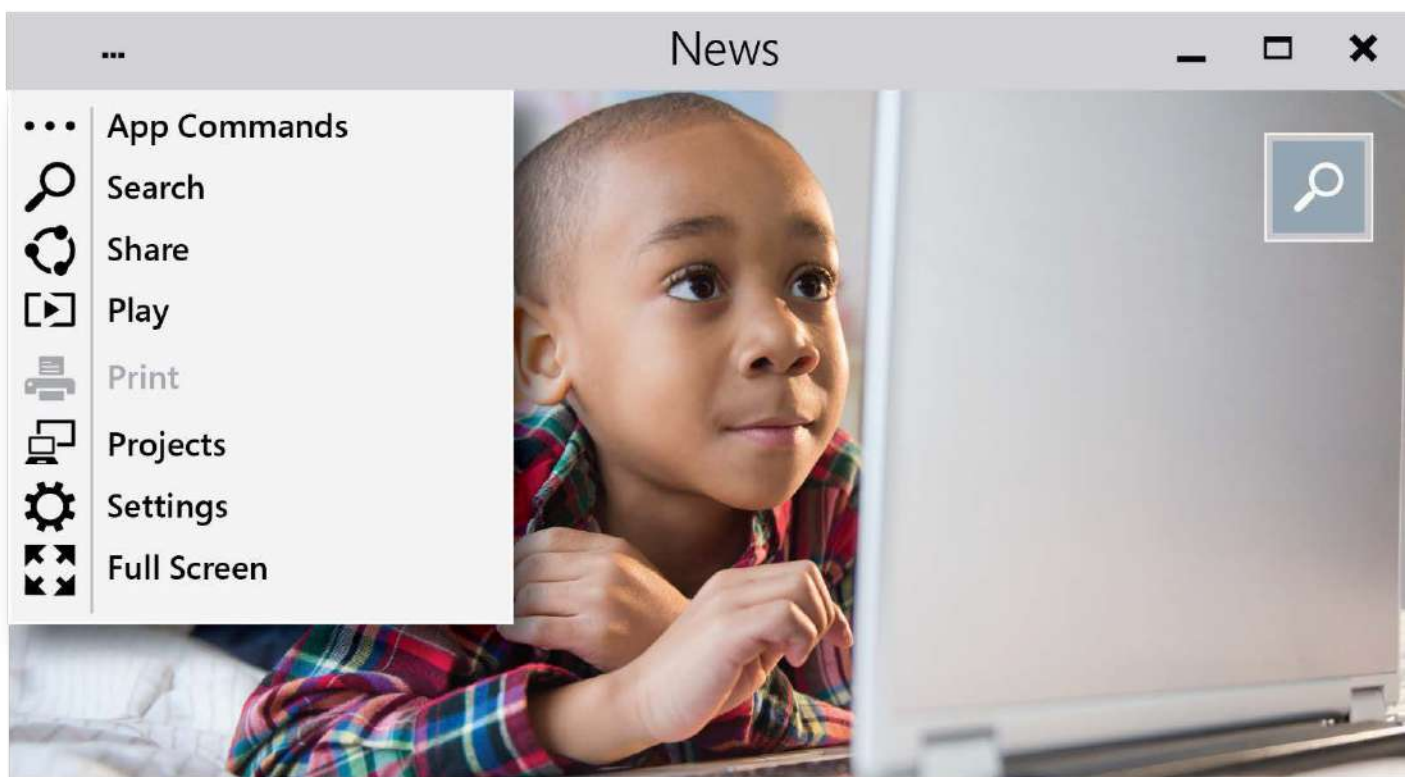 ...
News
... App Commands
Search
Share
Play
Print
Projects
Settings
Full Screen